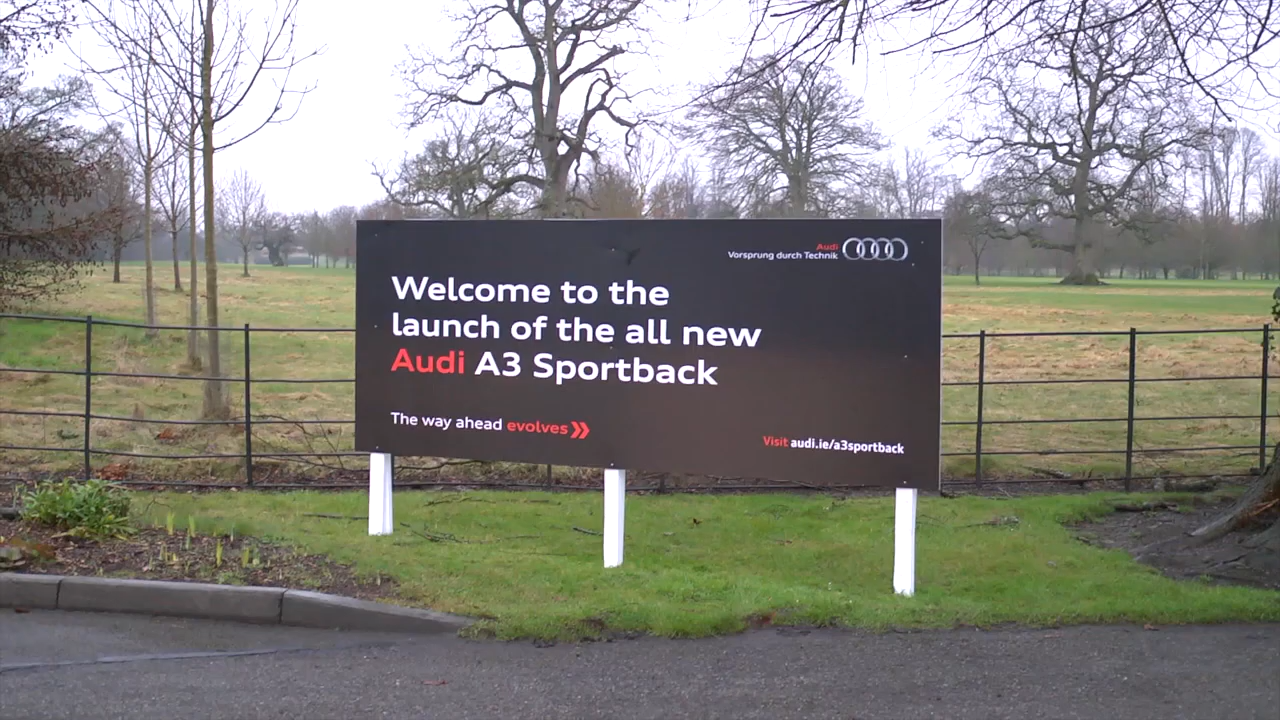 Audi
Vorsprung durch Technik
Welcome to the
launch of the all new
Audi A3 Sportback
The way ahead evolves
Visit audi.ie/a3sportback